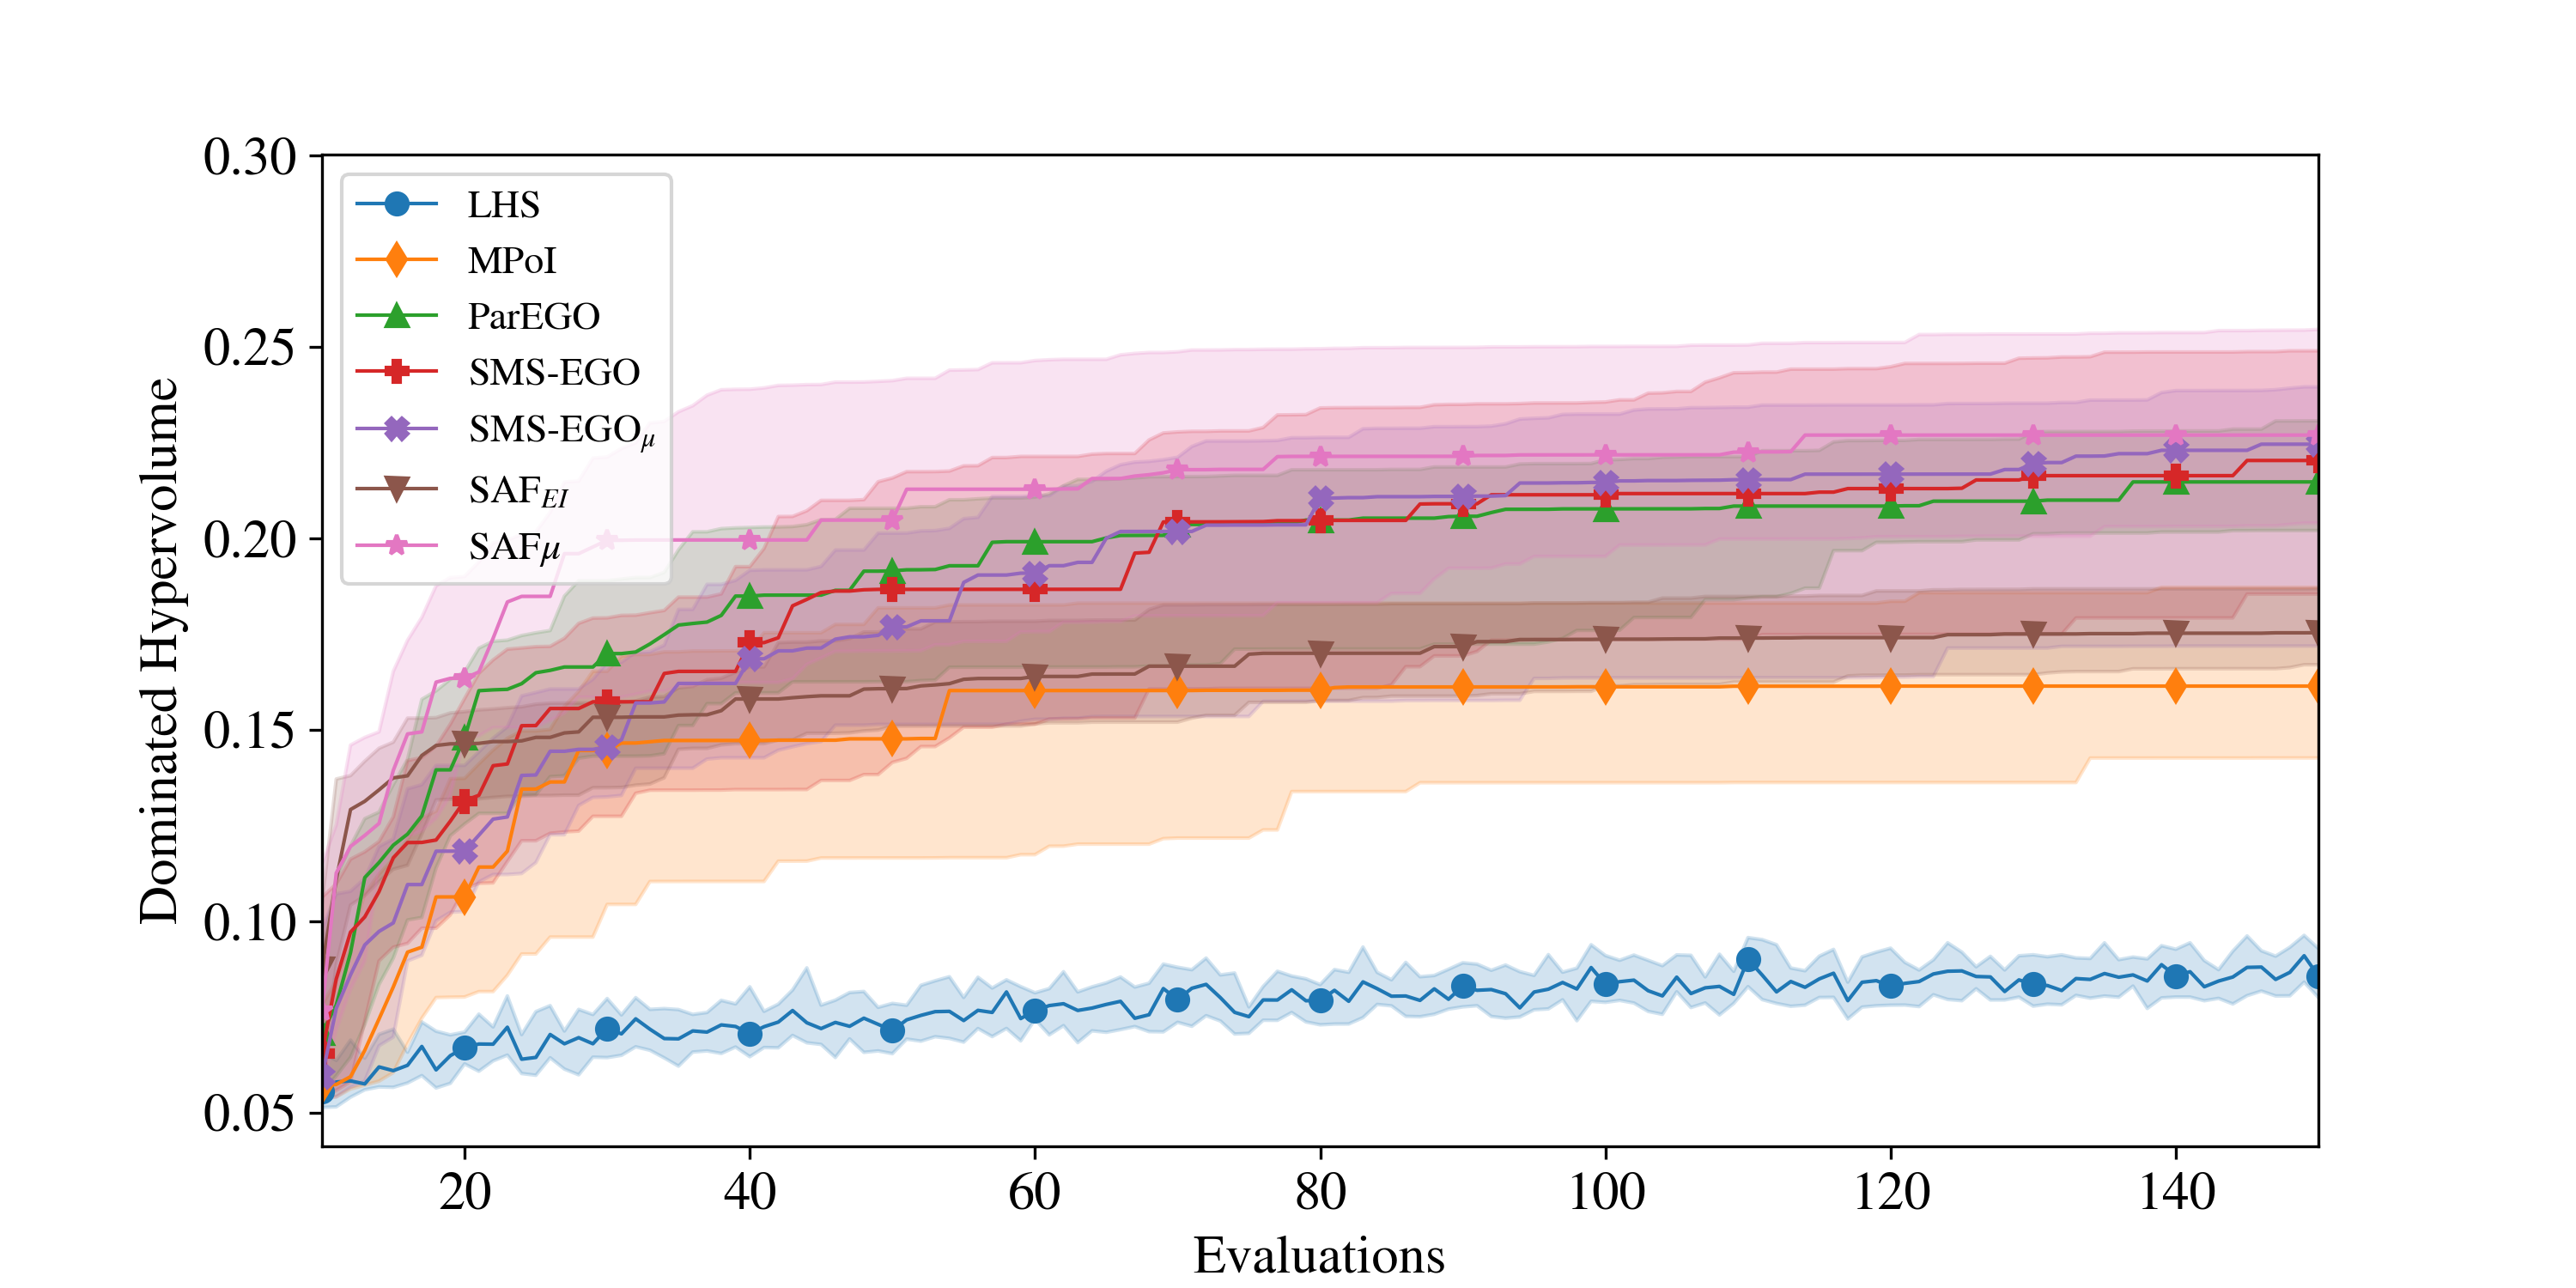 0.30
0.25
0.20
0.15
0.10
0.05
Dominated Hypervolume
LHS
MPoI
ParEGO
SMS-EGO
SMS-EGOμ
SAFEI
SAFμ
20 40 60 80 100 120 140
Evaluations